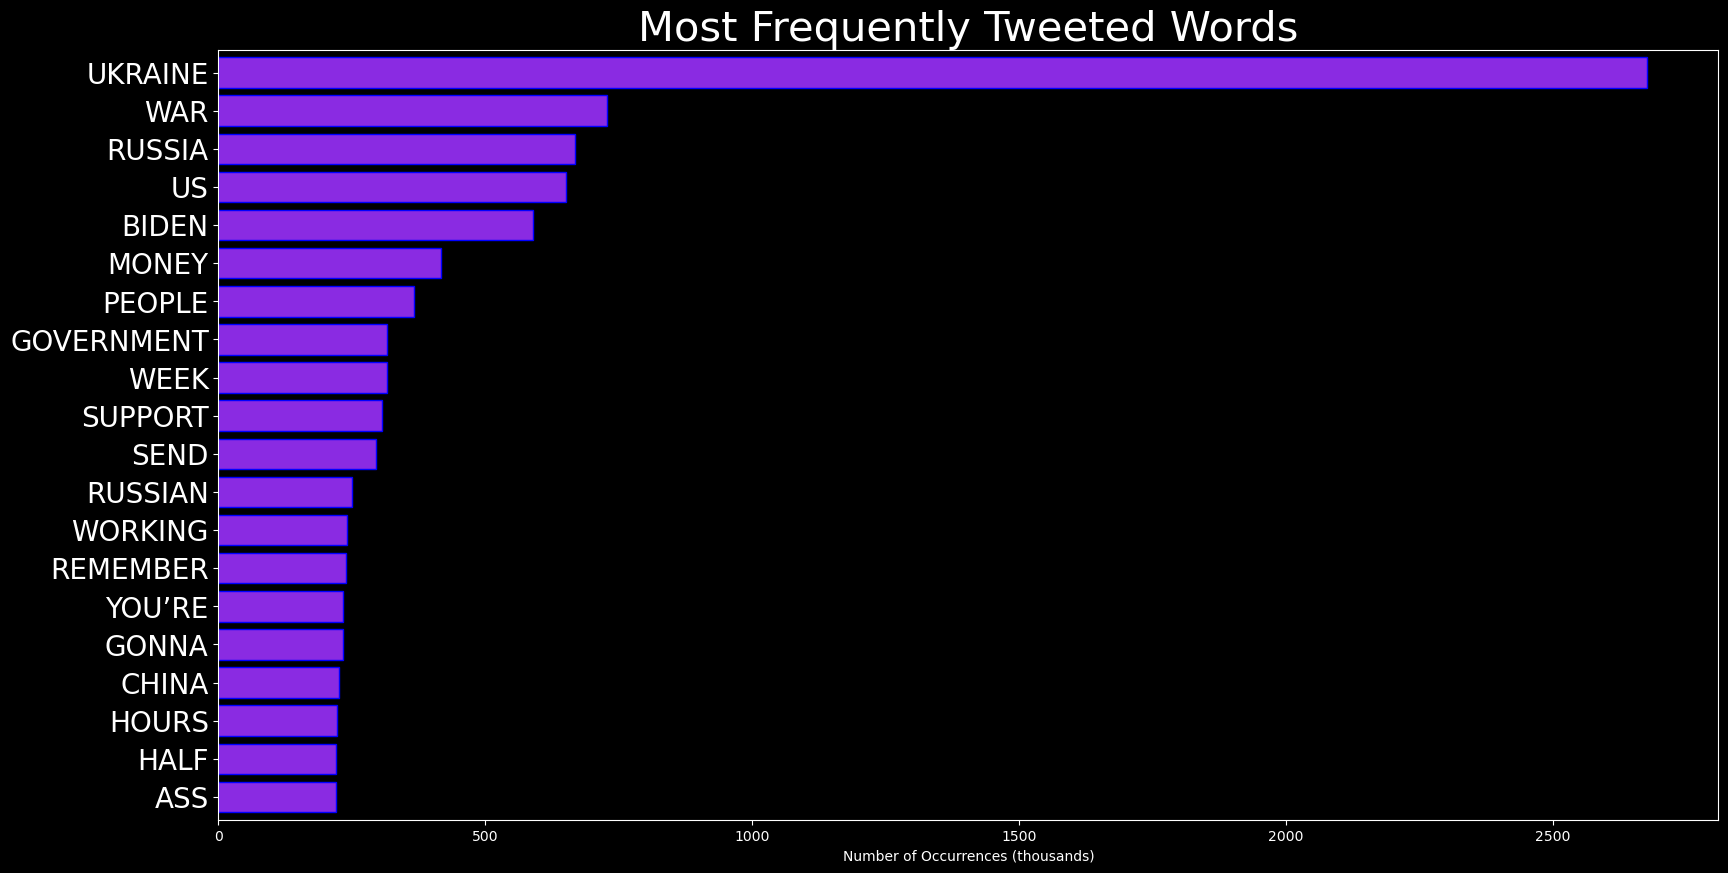 Most Frequently Tweeted Words
UKRAINE
WAR
RUSSIA
US
BIDEN
MONEY
PEOPLE
GOVERNMENT
WEEK
SUPPORT
SEND
RUSSIAN
WORKING
REMEMBER
YOU’RE
GONNA
CHINA
HOURS
HALF
ASS
0 500 1000 1500 2000 2500
Number of Occurrences (thousands)